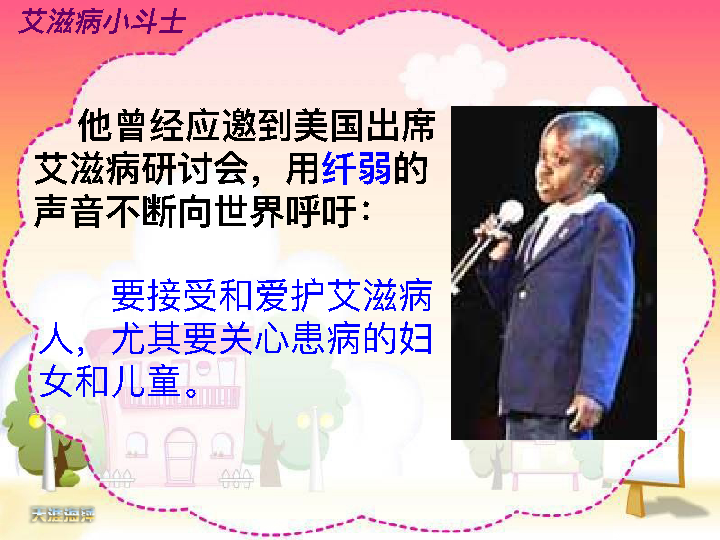 艾滋病小斗士
他曾经应邀到美国出席
艾滋病研讨会，用纤弱的
声音不断向世界呼吁：
要接受和爱护艾滋病
人，尤其要关心患病的妇
女和儿童。